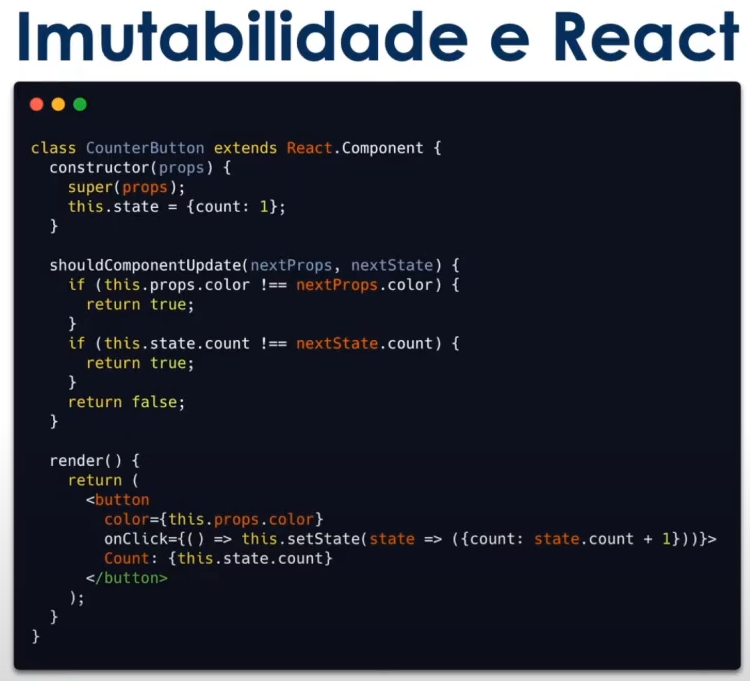 Imutabilidade e React
class CounterButton extends React.Component {
  constructor(props) {
    super(props);
    this.state = {count: 1};
  }

  shouldComponentUpdate(nextProps, nextState) {
    if (this.props.color !== nextProps.color) {
      return true;
    }
    if (this.state.count !== nextState.count) {
      return true;
    }
    return false;
  }

  render() {
    return (
      <button
        color={this.props.color}
        onClick={() => this.setState(state => ({count: state.count + 1}))}>
        Count: {this.state.count}
      </button>
    );
  }
}